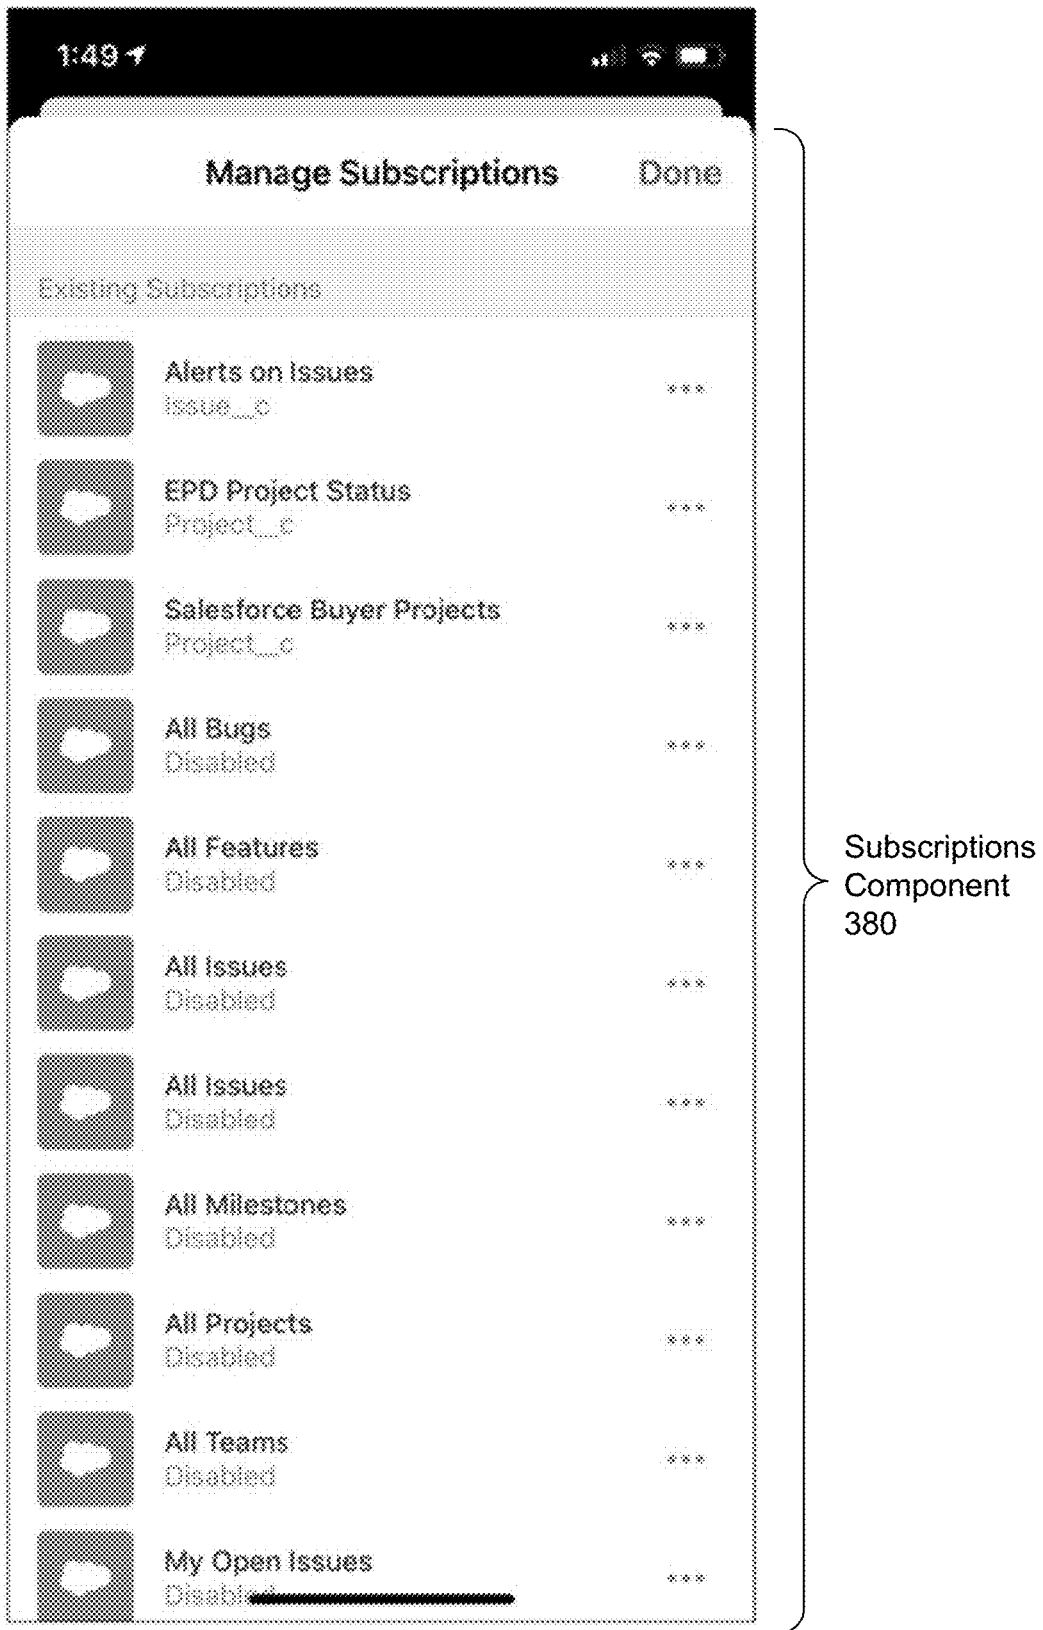 1:49
Manage Subscriptions Done
Existing Subscriptions
Alerts on Issues
Issue__c
EPD Project Status
Project__c
Salesforce Buyer Projects
Project__c
All Bugs
Disabled
All Features
Disabled
All Issues
Disabled
All Issues
Disabled
All Milestones
Disabled
All Projects
Disabled
All Teams
Disabled
My Open Issues
Disabled
Subscriptions
Component
380